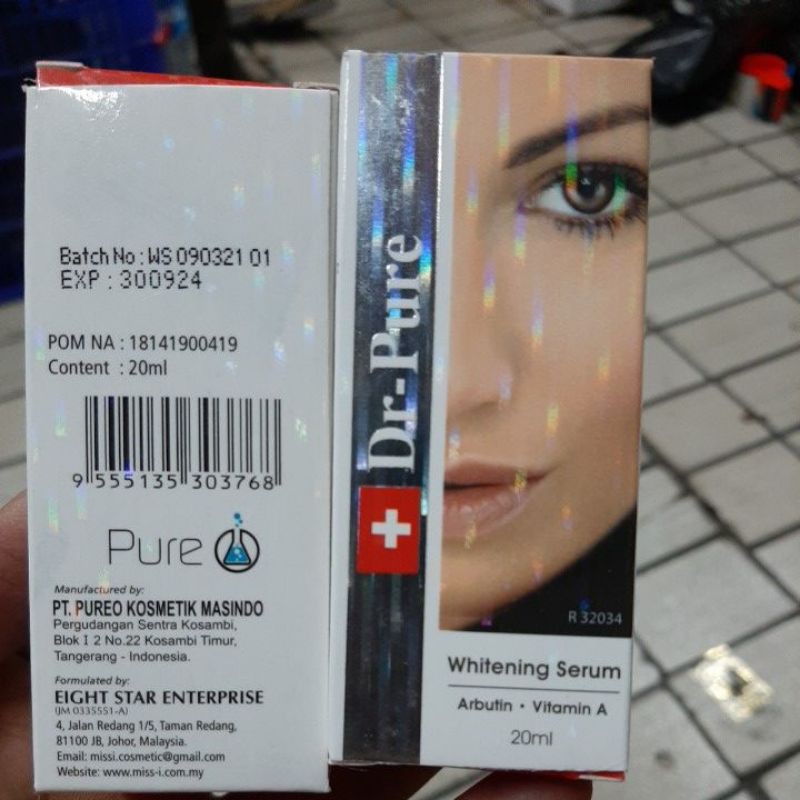 Batch No : WS 090321 01
EXP : 300924
POM NA : 18141900419
Content : 20ml
9 555135 303768
Pure
Manufactured by:
PT. PUREO KOSMETIK MASINDO
Pergudangan Sentra Kosambi,
Blok I 2 No.22 Kosambi Timur,
Tangerang - Indonesia.
Formulated by:
EIGHT STAR ENTERPRISE
(JM 0335551-A)
4, Jalan Redang 1/5, Taman Redang,
81100 JB, Johor, Malaysia.
Email: missi.cosmetic@gmail.com
Website: www.miss-i.com.my
Dr-Pure
R 32034
Whitening Serum
Arbutin • Vitamin A
20ml